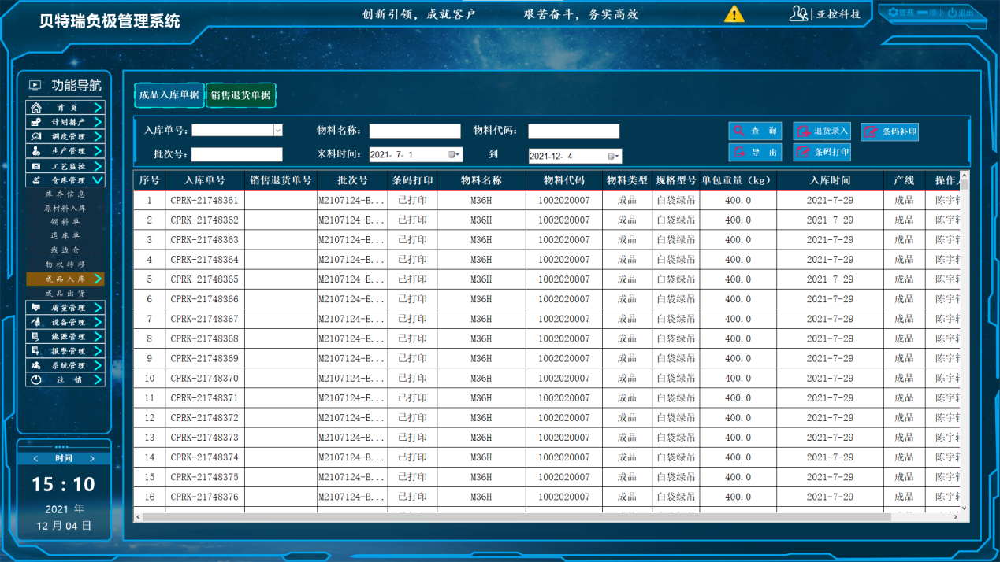 贝特瑞负极管理系统
创新引领，成就客户 艰苦奋斗，务实高效
亚控科技
管理 缩小 退出
功能导航
首 页
计划排产
调度管理
生产管理
工艺监控
仓库管理
库存信息
原材料入库
领料单
退库单
线边仓
物权转移
成品入库
成品出货
质量管理
设备管理
能源管理
报警管理
系统管理
注 销
< 时间 >
15 : 10
2021 年
12 月 04 日
成品入库单据 销售退货单据
入库单号： 物料名称： 物料代码： 查 询 退货录入 条码补印
批次号： 来料时间： 2021- 7- 1 到 2021-12- 4 导 出 条码打印
序号 入库单号 销售退货单号 批次号 条码打印 物料名称 物料代码 物料类型 规格型号 单包重量（kg） 入库时间 产线 操作
1 CPRK-21748361 M2107124-E... 已打印 M36H 1002020007 成品 白袋绿吊 400.0 2021-7-29 成品 陈宇
2 CPRK-21748362 M2107124-E... 已打印 M36H 1002020007 成品 白袋绿吊 400.0 2021-7-29 成品 陈宇
3 CPRK-21748363 M2107124-E... 已打印 M36H 1002020007 成品 白袋绿吊 400.0 2021-7-29 成品 陈宇
4 CPRK-21748364 M2107124-E... 已打印 M36H 1002020007 成品 白袋绿吊 400.0 2021-7-29 成品 陈宇
5 CPRK-21748365 M2107124-E... 已打印 M36H 1002020007 成品 白袋绿吊 400.0 2021-7-29 成品 陈宇
6 CPRK-21748366 M2107124-E... 已打印 M36H 1002020007 成品 白袋绿吊 400.0 2021-7-29 成品 陈宇
7 CPRK-21748367 M2107124-E... 已打印 M36H 1002020007 成品 白袋绿吊 400.0 2021-7-29 成品 陈宇
8 CPRK-21748368 M2107124-E... 已打印 M36H 1002020007 成品 白袋绿吊 400.0 2021-7-29 成品 陈宇
9 CPRK-21748369 M2107124-E... 已打印 M36H 1002020007 成品 白袋绿吊 400.0 2021-7-29 成品 陈宇
10 CPRK-21748370 M2107124-E... 已打印 M36H 1002020007 成品 白袋绿吊 400.0 2021-7-29 成品 陈宇
11 CPRK-21748371 M2107124-E... 已打印 M36H 1002020007 成品 白袋绿吊 400.0 2021-7-29 成品 陈宇
12 CPRK-21748372 M2107124-E... 已打印 M36H 1002020007 成品 白袋绿吊 400.0 2021-7-29 成品 陈宇
13 CPRK-21748373 M2107124-B... 已打印 M36H 1002020007 成品 白袋绿吊 400.0 2021-7-29 成品 陈宇
14 CPRK-21748374 M2107124-B... 已打印 M36H 1002020007 成品 白袋绿吊 400.0 2021-7-29 成品 陈宇
15 CPRK-21748375 M2107124-B... 已打印 M36H 1002020007 成品 白袋绿吊 400.0 2021-7-29 成品 陈宇
16 CPRK-21748376 M2107124-B... 已打印 M36H 1002020007 成品 白袋绿吊 400.0 2021-7-29 成品 陈宇